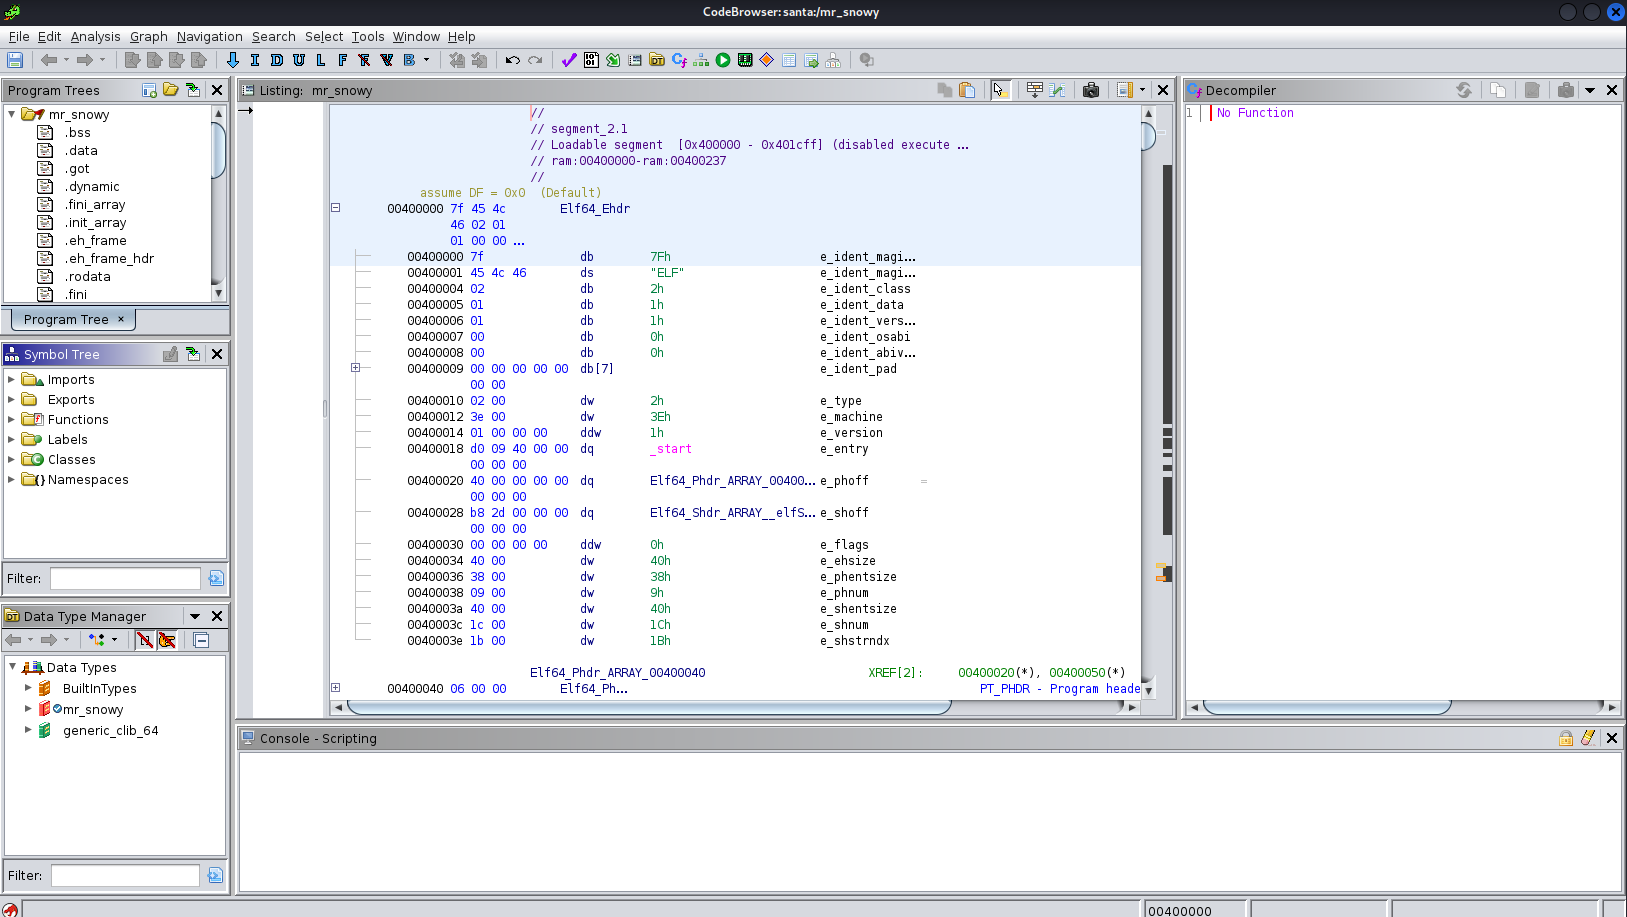 CodeBrowser: santa:/mr_snowy
File Edit Analysis Graph Navigation Search Select Tools Window Help
I D U L F F V B
Program Trees
mr_snowy
.bss
.data
.got
.dynamic
.fini_array
.init_array
.eh_frame
.eh_frame_hdr
.rodata
.fini
Program Tree ×
Symbol Tree
Imports
Exports
Functions
Labels
Classes
Namespaces
Filter:
Data Type Manager
Data Types
BuiltInTypes
mr_snowy
generic_clib_64
Filter:
Listing: mr_snowy
//
// segment_2.1
// Loadable segment [0x400000 - 0x401cff] (disabled execute ...
// ram:00400000-ram:00400237
//
assume DF = 0x0 (Default)
00400000 7f 45 4c Elf64_Ehdr
46 02 01
01 00 00 ...
00400000 7f db 7Fh e_ident_magi...
00400001 45 4c 46 ds "ELF" e_ident_magi...
00400004 02 db 2h e_ident_class
00400005 01 db 1h e_ident_data
00400006 01 db 1h e_ident_vers...
00400007 00 db 0h e_ident_osabi
00400008 00 db 0h e_ident_abiv...
00400009 00 00 00 00 00 db[7] e_ident_pad
00 00
00400010 02 00 dw 2h e_type
00400012 3e 00 dw 3Eh e_machine
00400014 01 00 00 00 ddw 1h e_version
00400018 d0 09 40 00 00 dq _start e_entry
00 00 00
00400020 40 00 00 00 00 dq Elf64_Phdr_ARRAY_00400... e_phoff =
00 00 00
00400028 b8 2d 00 00 00 dq Elf64_Shdr_ARRAY__elfS... e_shoff
00 00 00
00400030 00 00 00 00 ddw 0h e_flags
00400034 40 00 dw 40h e_ehsize
00400036 38 00 dw 38h e_phentsize
00400038 09 00 dw 9h e_phnum
0040003a 40 00 dw 40h e_shentsize
0040003c 1c 00 dw 1Ch e_shnum
0040003e 1b 00 dw 1Bh e_shstrndx
Elf64_Phdr_ARRAY_00400040 XREF[2]: 00400020(*), 00400050(*)
00400040 06 00 00 Elf64_Ph... PT_PHDR - Program heade
Decompiler
1 No Function
Console - Scripting
00400000